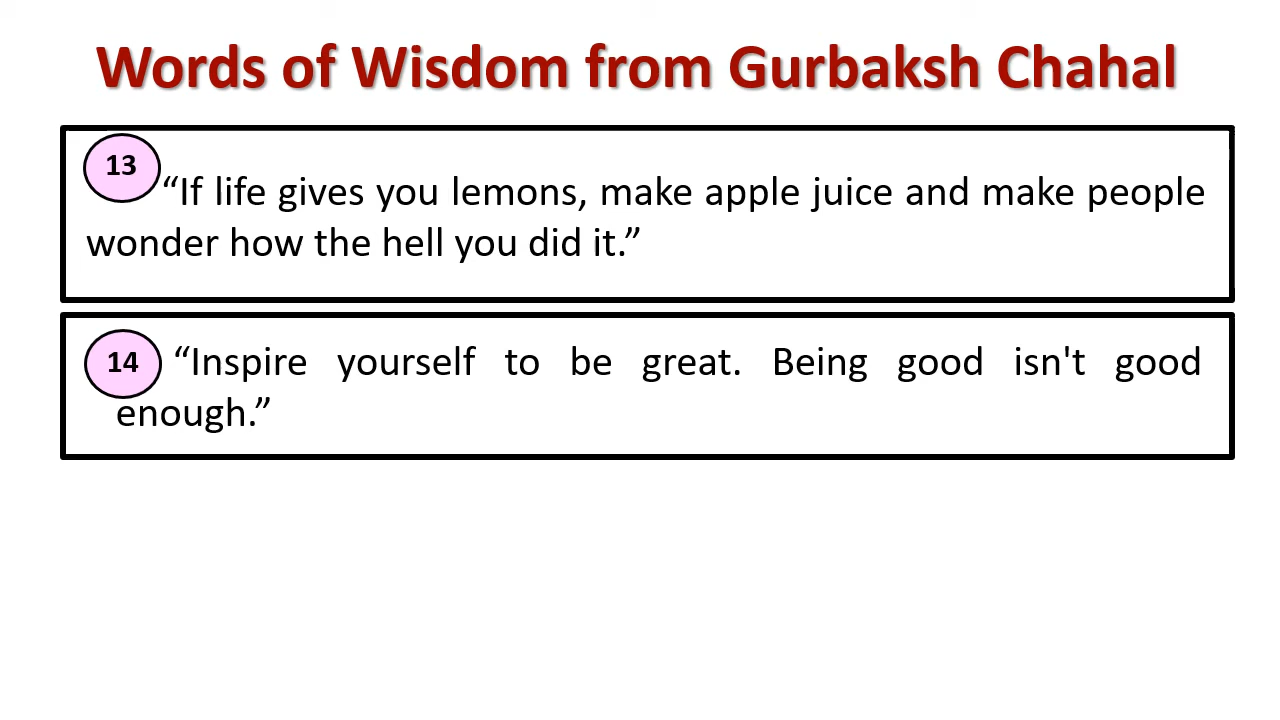 Words of Wisdom from Gurbaksh Chahal
13
“If life gives you lemons, make apple juice and make people
wonder how the hell you did it.”
14
“Inspire yourself to be great. Being good isn't good
enough.”